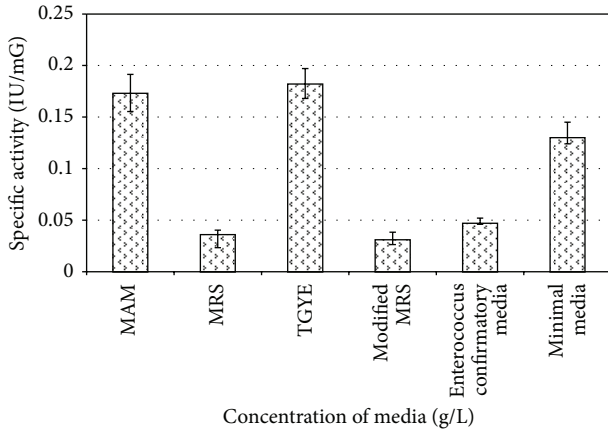 Specific activity (IU/mG)
0.25
0.2
0.15
0.1
0.05
0
MAM
MRS
TGYE
Modified
MRS
Enterococcus
confirmatory
media
Minimal
media
Concentration of media (g/L)